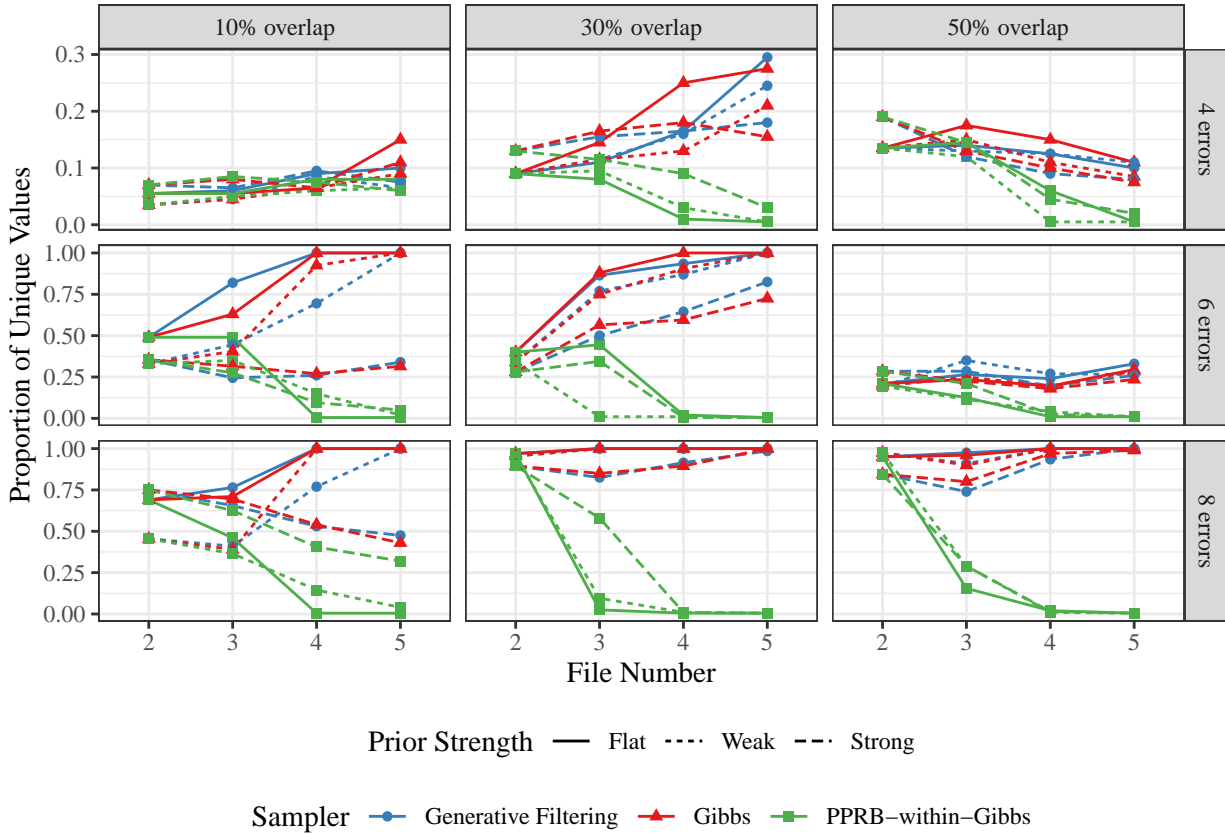 10% overlap 30% overlap 50% overlap
0.3
0.2
0.1
0.0
4 errors
1.00
0.75
0.50
0.25
0.00
6 errors
1.00
0.75
0.50
0.25
0.00
8 errors
Proportion of Unique Values
2 3 4 5 2 3 4 5 2 3 4 5
File Number
Prior Strength Flat Weak Strong
Sampler Generative Filtering Gibbs PPRB−within−Gibbs